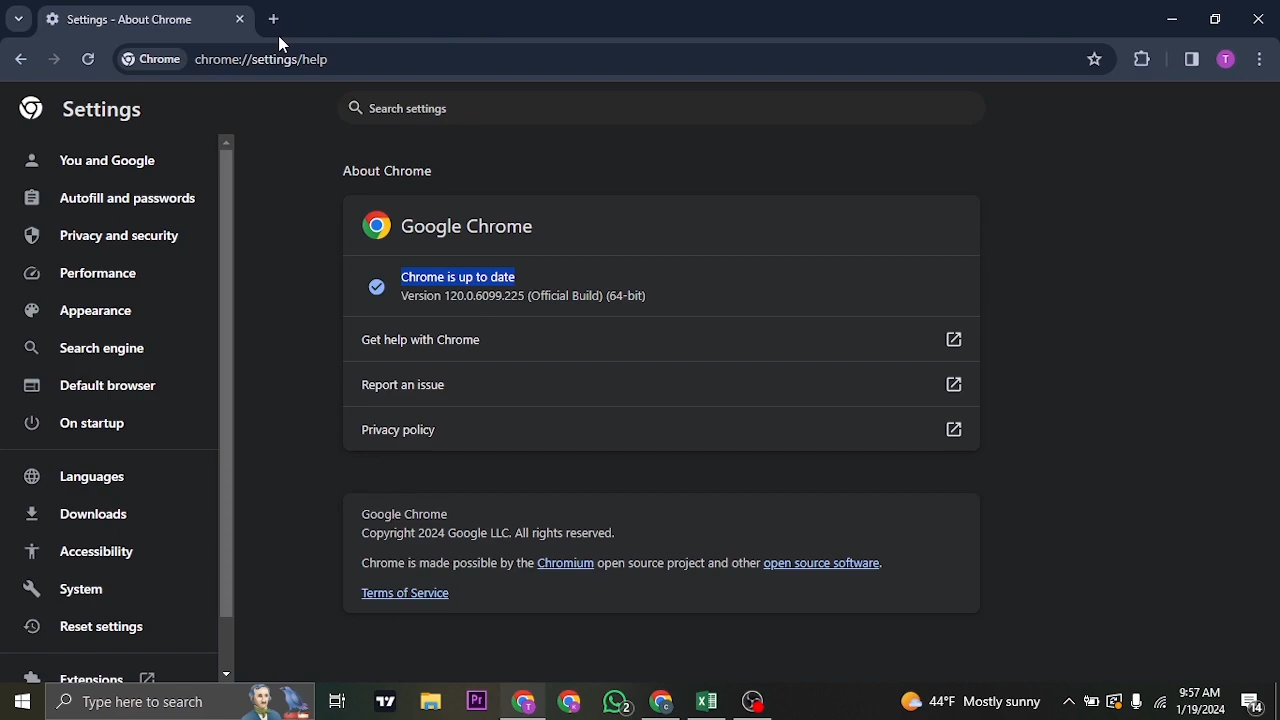 Settings - About Chrome
Chrome chrome://settings/help T
Settings
Search settings
You and Google
Autofill and passwords
Privacy and security
Performance
Appearance
Search engine
Default browser
On startup
Languages
Downloads
Accessibility
System
Reset settings
Extensions
About Chrome
Google Chrome
Chrome is up to date
Version 120.0.6099.225 (Official Build) (64-bit)
Get help with Chrome
Report an issue
Privacy policy
Google Chrome
Copyright 2024 Google LLC. All rights reserved.
Chrome is made possible by the Chromium open source project and other open source software.
Terms of Service
Type here to search
Pr
2
44°F Mostly sunny
9:57 AM
1/19/2024
14